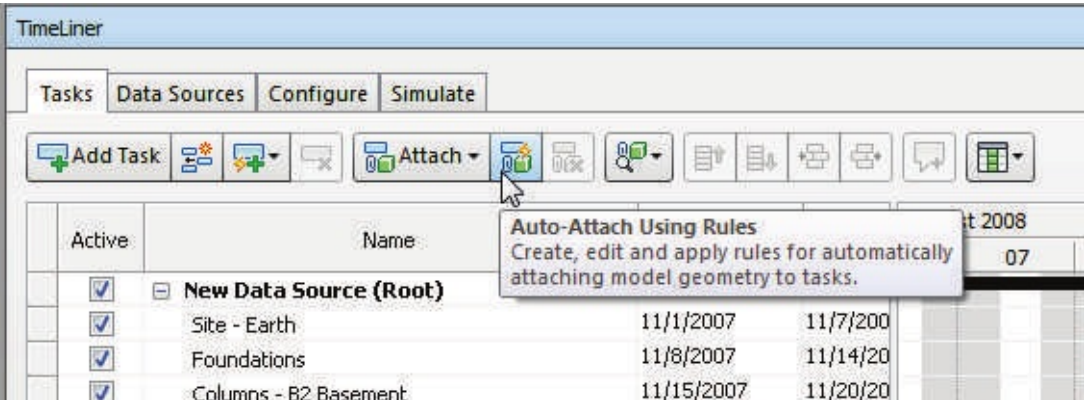 TimeLiner
Tasks Data Sources Configure Simulate
Add Task Attach
Active Name st 2008
07
Auto-Attach Using Rules
Create, edit and apply rules for automatically
attaching model geometry to tasks.
New Data Source (Root)
Site - Earth 11/1/2007 11/7/200
Foundations 11/8/2007 11/14/20
Columns - B2 Basement 11/15/2007 11/20/20